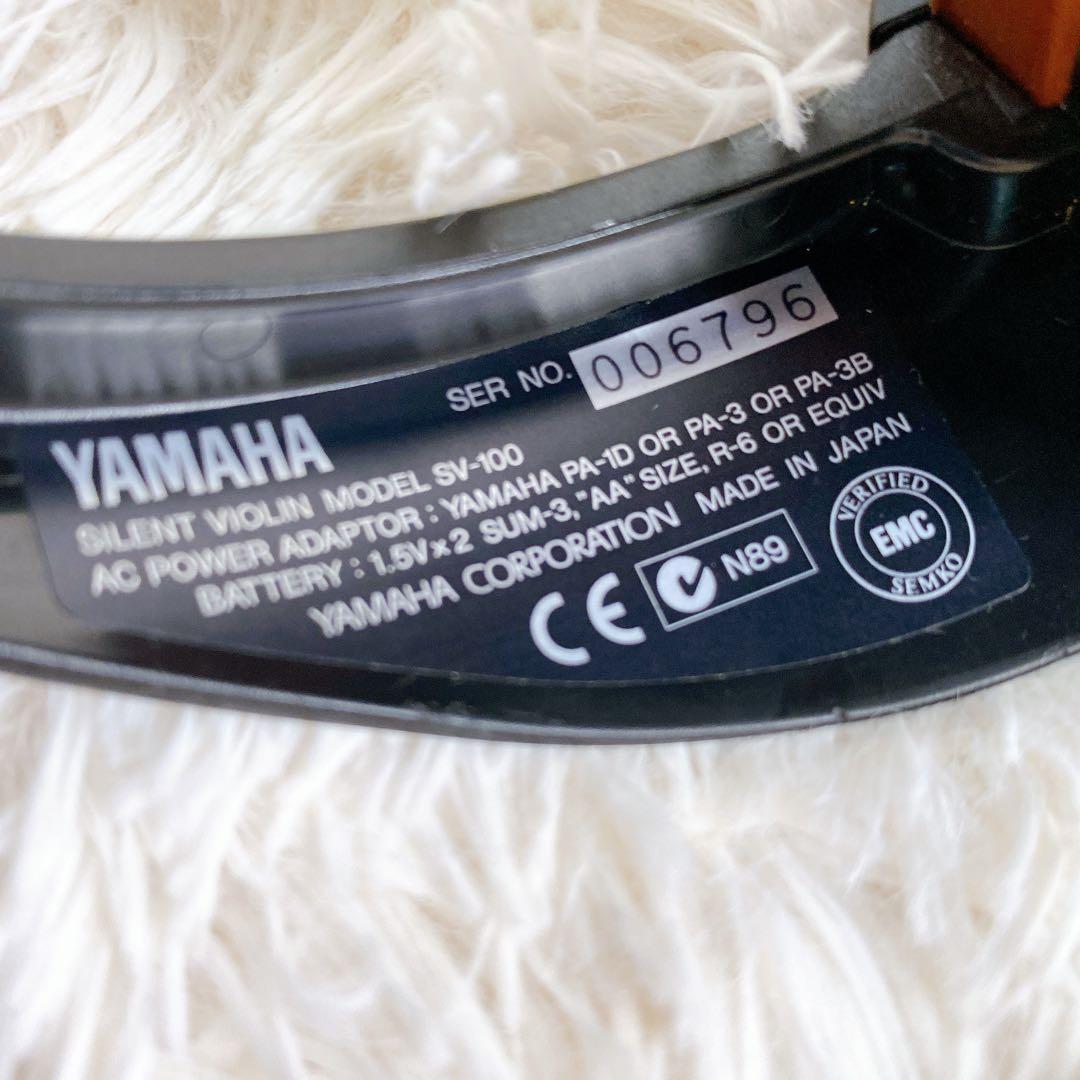 SER NO. 006796
YAMAHA
SILENT VIOLIN MODEL SV-100
AC POWER ADAPTOR : YAMAHA PA-1D OR PA-3 OR PA-3B
BATTERY : 1.5V×2 SUM-3, "AA" SIZE, R-6 OR EQUIV
YAMAHA CORPORATION MADE IN JAPAN
CE N89
VERIFIED
EMC
SEMKO